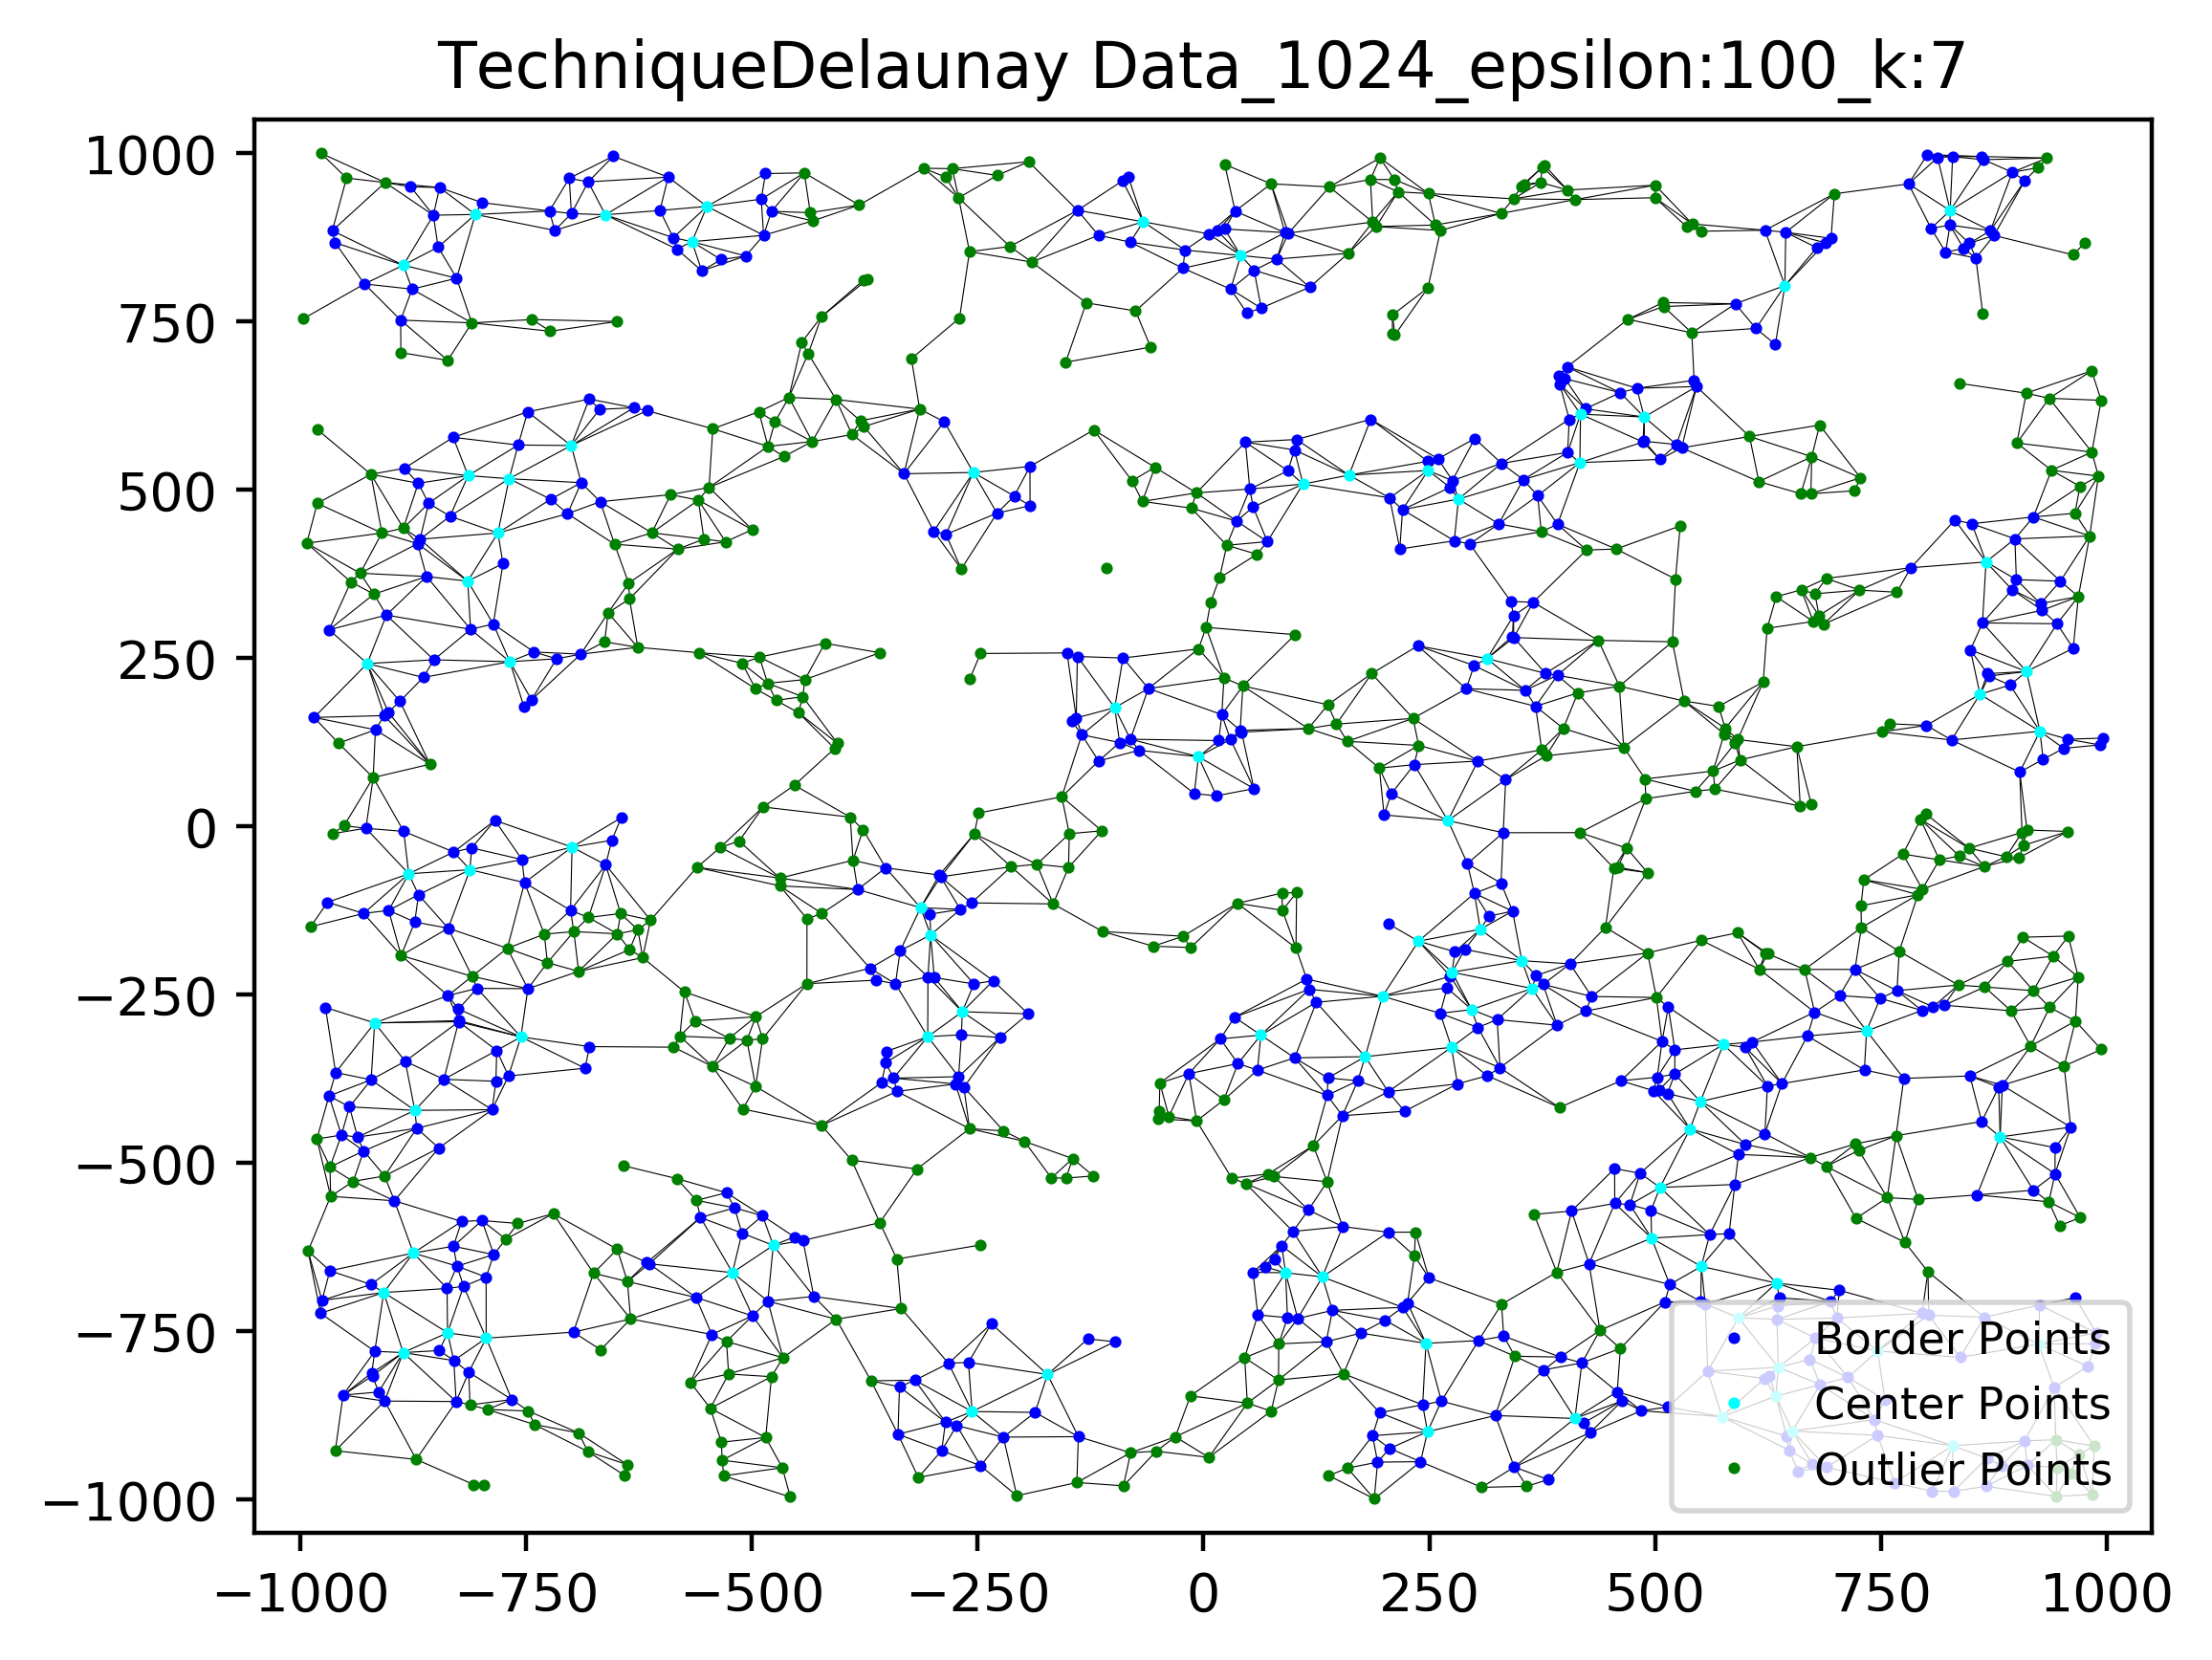 TechniqueDelaunay Data_1024_epsilon:100_k:7
1000
750
500
250
0
−250
−500
−750
−1000
Border Points
Center Points
Outlier Points
−1000 −750 −500 −250 0 250 500 750 1000